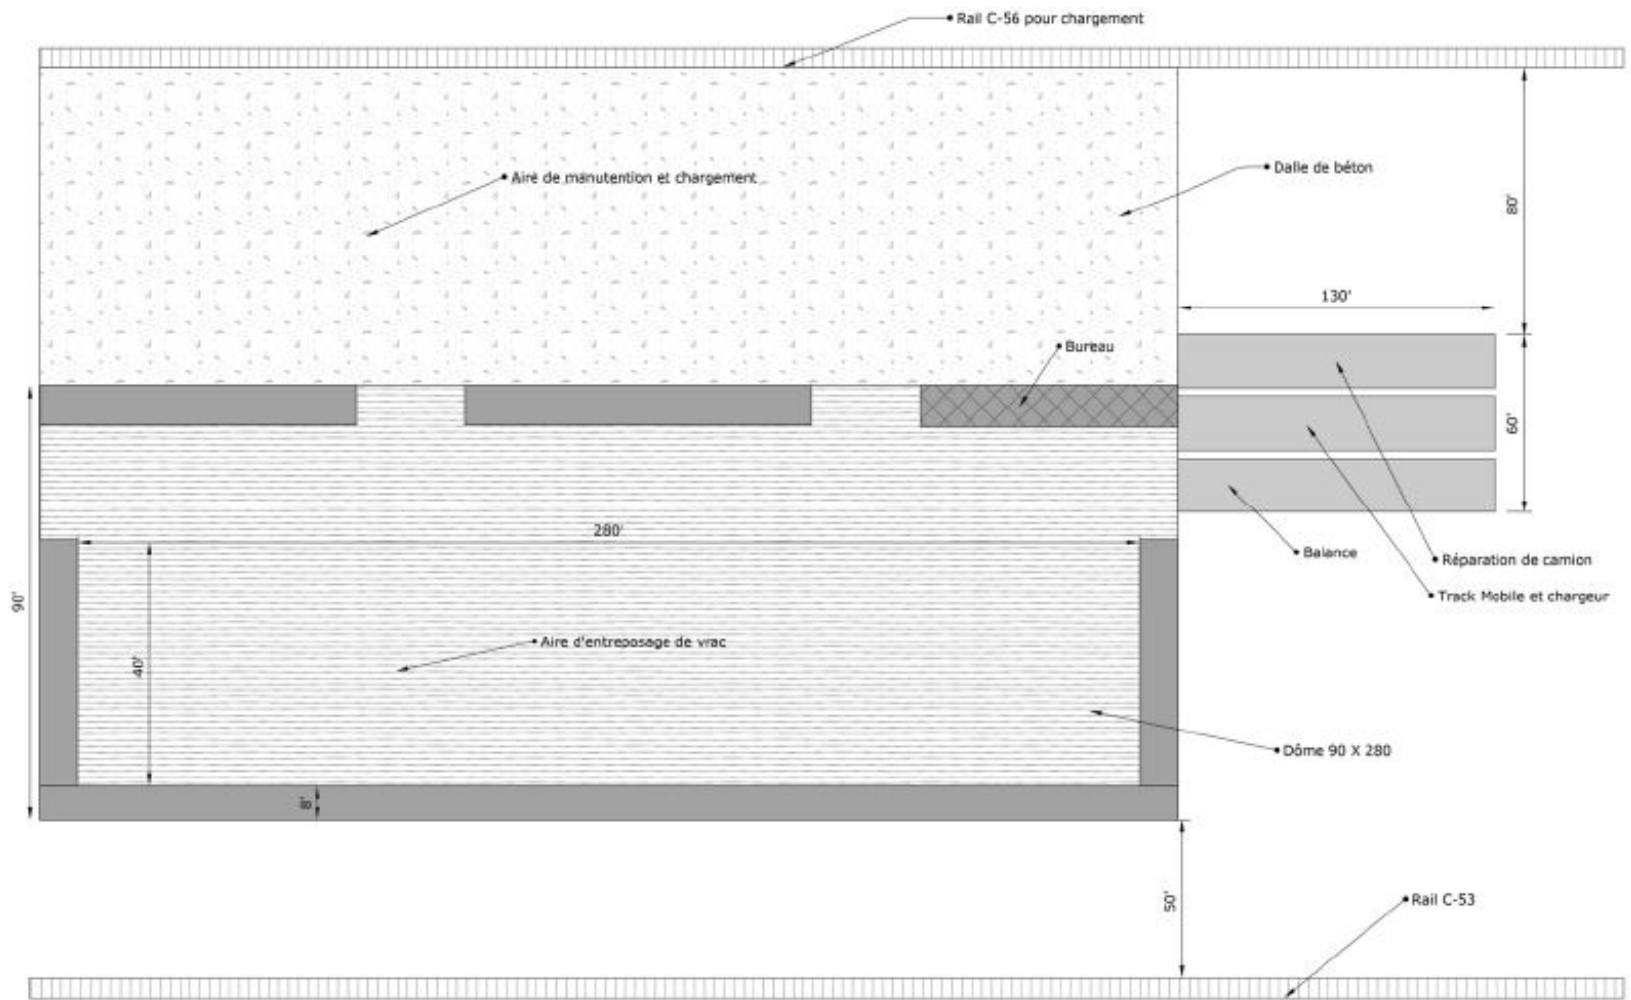 Rail C-56 pour chargement
Dalle de béton
Aire de manutention et chargement
80'
130'
Bureau
60'
280'
Balance
Réparation de camion
Track Mobile et chargeur
90'
40'
Aire d'entreposage de vrac
Dôme 90 X 280
8'
50'
Rail C-53